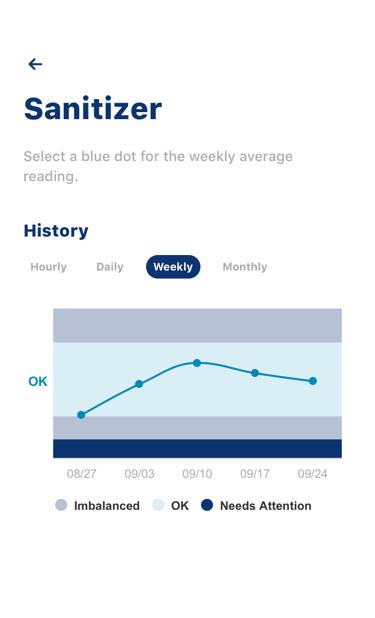 Sanitizer
Select a blue dot for the weekly average
reading.
History
Hourly Daily Weekly Monthly
OK
08/27 09/03 09/10 09/17 09/24
Imbalanced OK Needs Attention